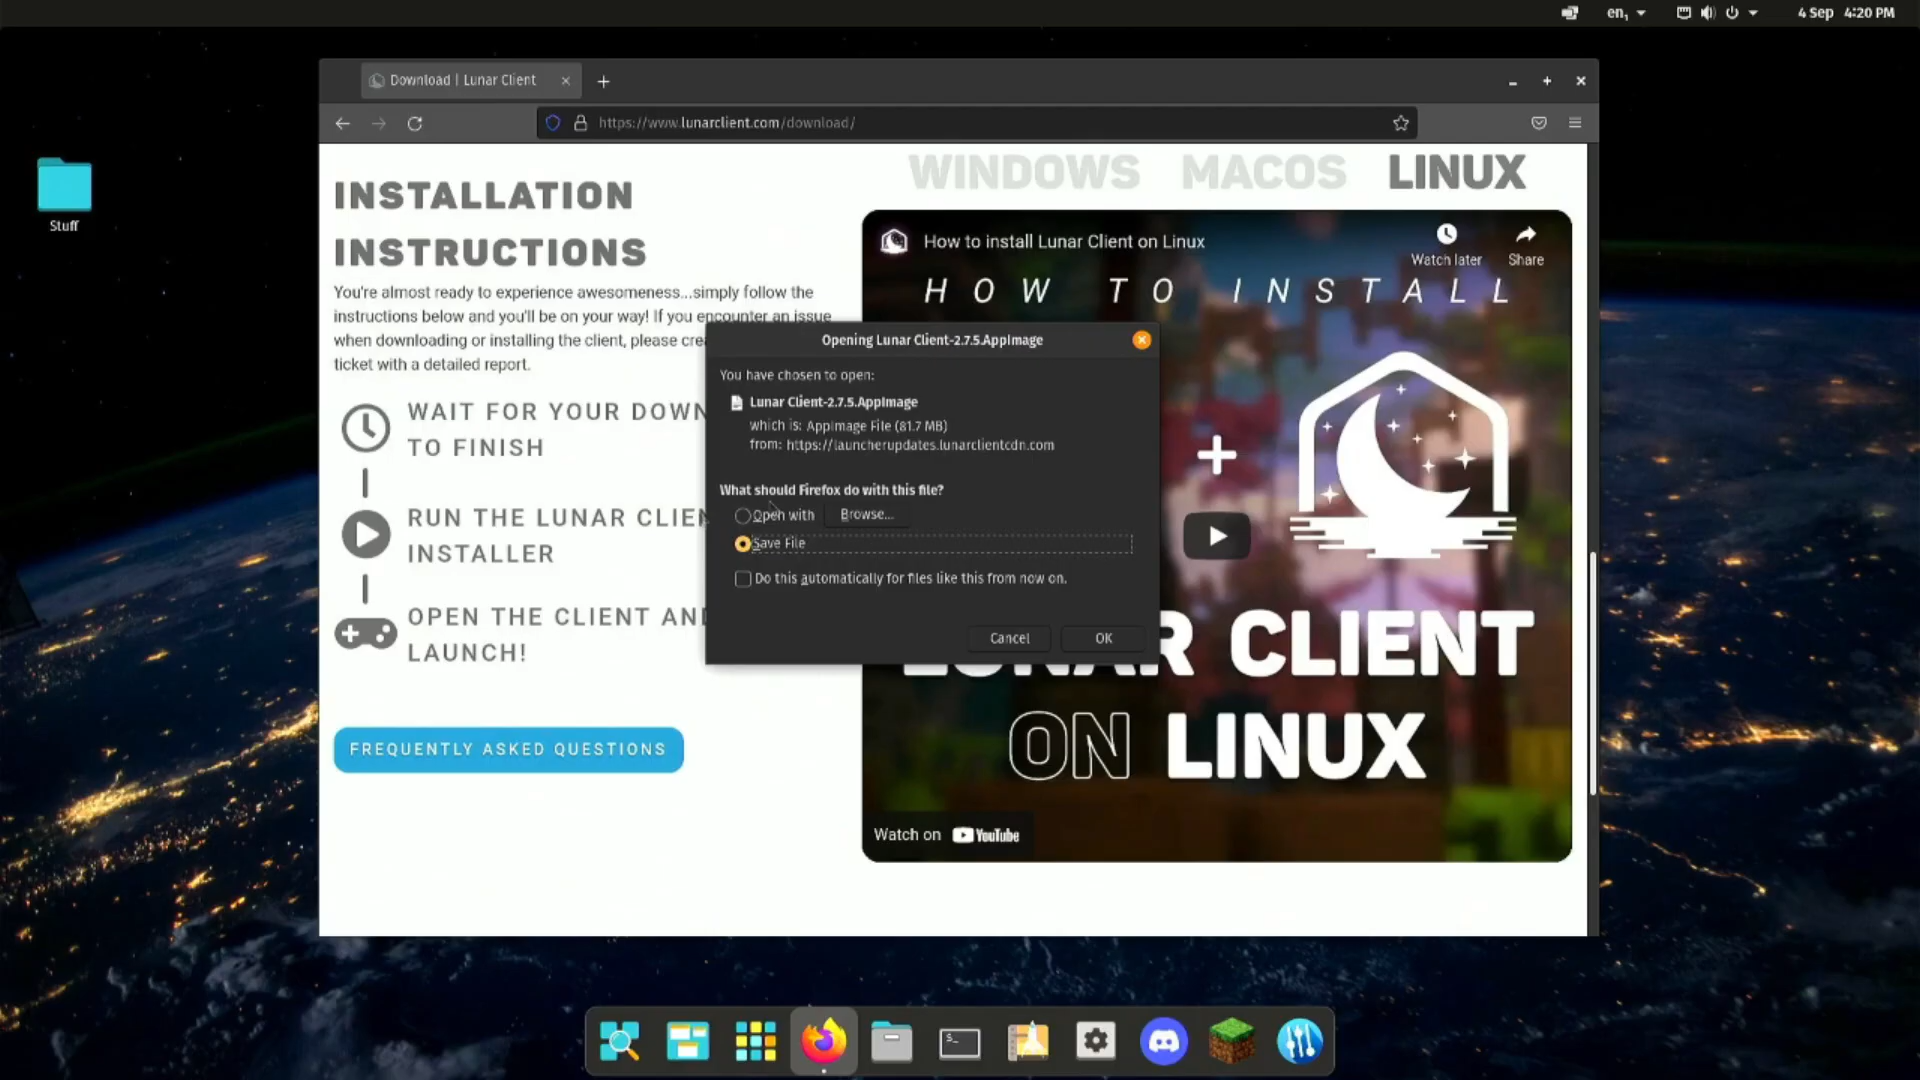 en₁
4 Sep 4:20 PM
Download | Lunar Client
https://www.lunarclient.com/download/
Stuff
INSTALLATION
INSTRUCTIONS
You're almost ready to experience awesomeness...simply follow the
instructions below and you'll be on your way! If you encounter an issue
when downloading or installing the client, please crea
ticket with a detailed report.
WAIT FOR YOUR DOWN
TO FINISH
RUN THE LUNAR CLIEN
INSTALLER
OPEN THE CLIENT AND
LAUNCH!
FREQUENTLY ASKED QUESTIONS
WINDOWS MACOS LINUX
How to install Lunar Client on Linux
Watch later
Share
HOW TO INSTALL
LUNAR CLIENT
ON LINUX
Watch on YouTube
Opening Lunar Client-2.7.5.AppImage
You have chosen to open:
Lunar Client-2.7.5.AppImage
which is: AppImage File (81.7 MB)
from: https://launcherupdates.lunarclientcdn.com
What should Firefox do with this file?
Open with Browse...
Save File
Do this automatically for files like this from now on.
Cancel OK